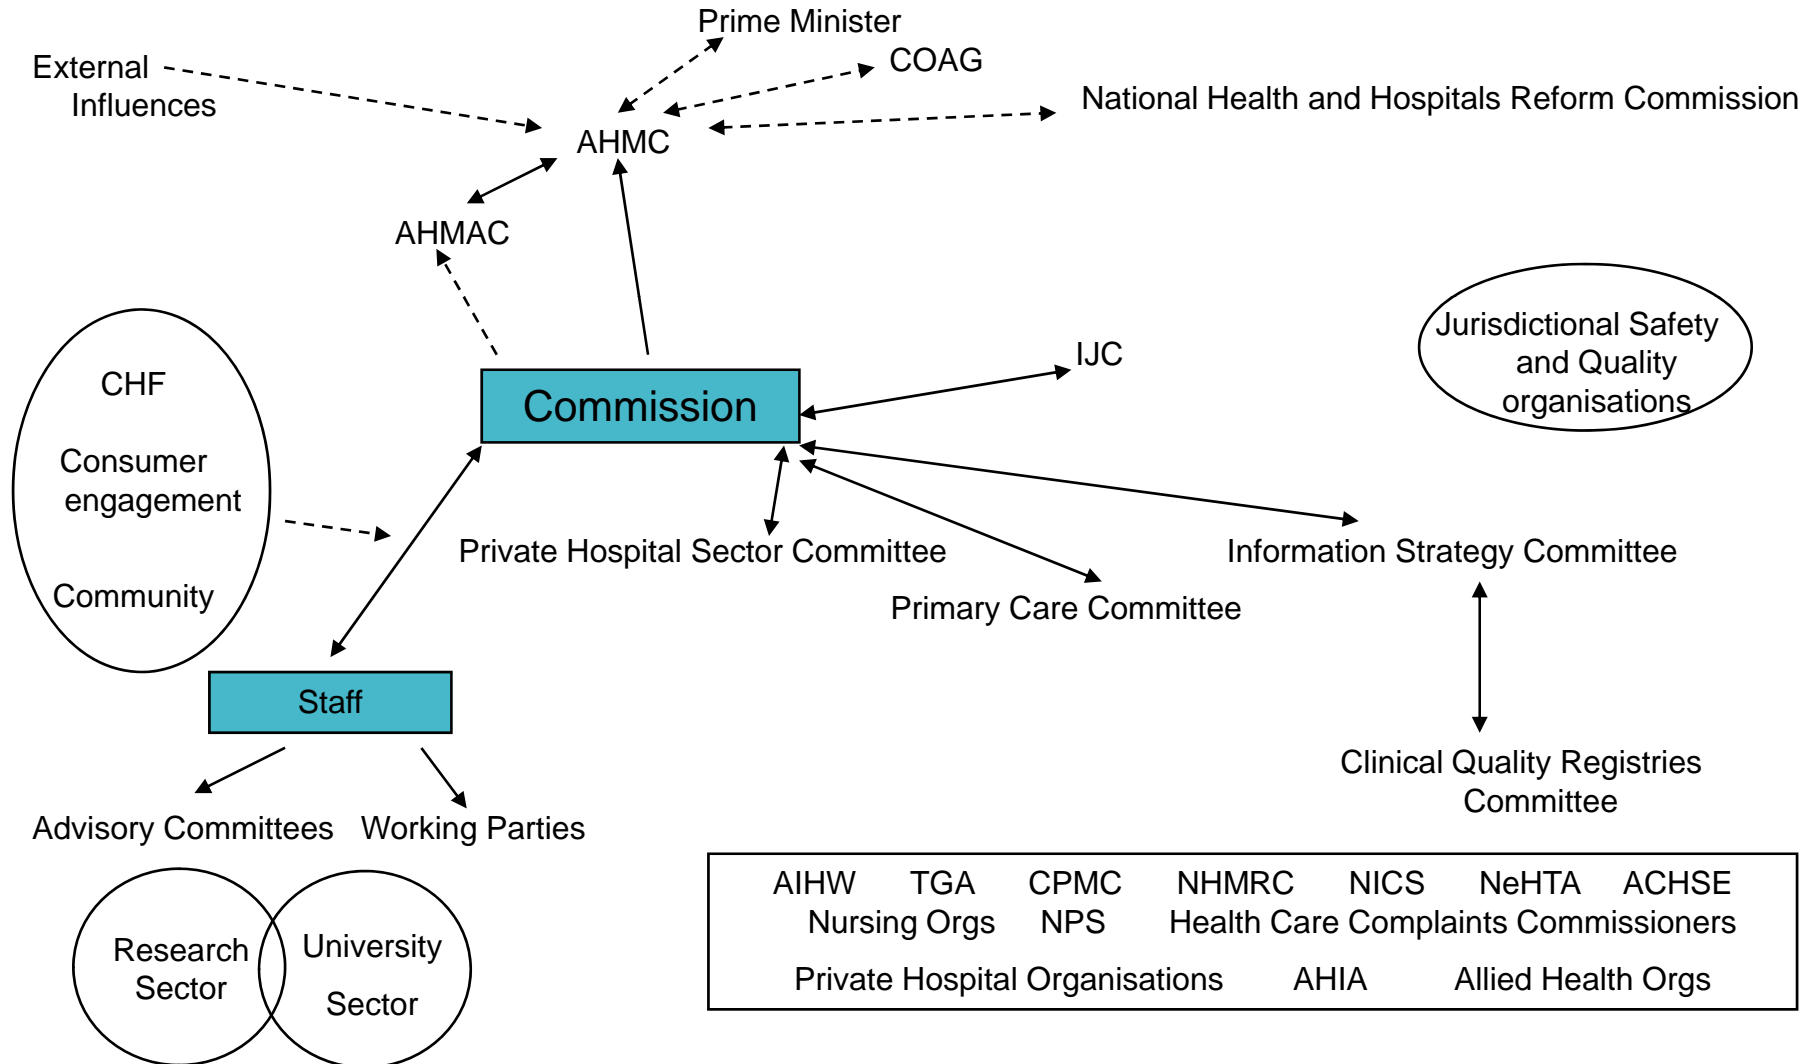 Prime Minister
COAG
External
Influences
National Health and Hospitals Reform Commission
AHMC
AHMAC
Jurisdictional Safety
and Quality
organisations
IJC
CHF
Commission
Consumer
engagement
Private Hospital Sector Committee
Information Strategy Committee
Community
Primary Care Committee
Staff
Clinical Quality Registries
Committee
Advisory Committees
Working Parties
AIHW TGA CPMC NHMRC NICS NeHTA ACHSE
Nursing Orgs NPS Health Care Complaints Commissioners
Private Hospital Organisations AHIA Allied Health Orgs
Research
Sector
University
Sector